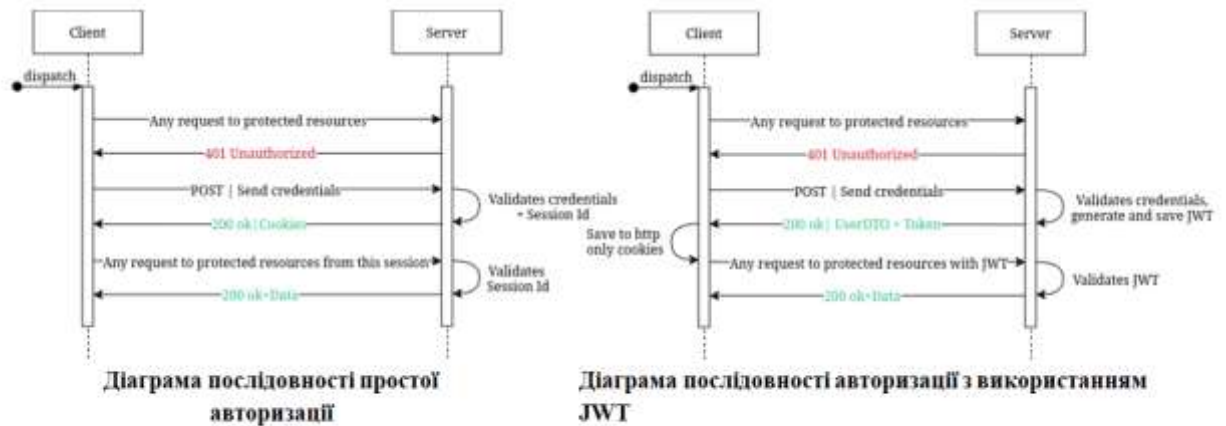 Client
Server
dispatch
Any request to protected resources
401 Unauthorized
POST | Send credentials
Validates credentials
+ Session Id
200 ok|Cookies
Any request to protected resources from this session
Validates
Session Id
200 ok+Data
Діаграма послідовності простої
авторизації
Client
Server
dispatch
Any request to protected resources
401 Unauthorized
POST | Send credentials
Validates credentials,
generate and save JWT
200 ok| UserDTO + Token
Save to http
only cookies
Any request to protected resources with JWT
Validates JWT
200 ok+Data
Діаграма послідовності авторизації з використанням
JWT